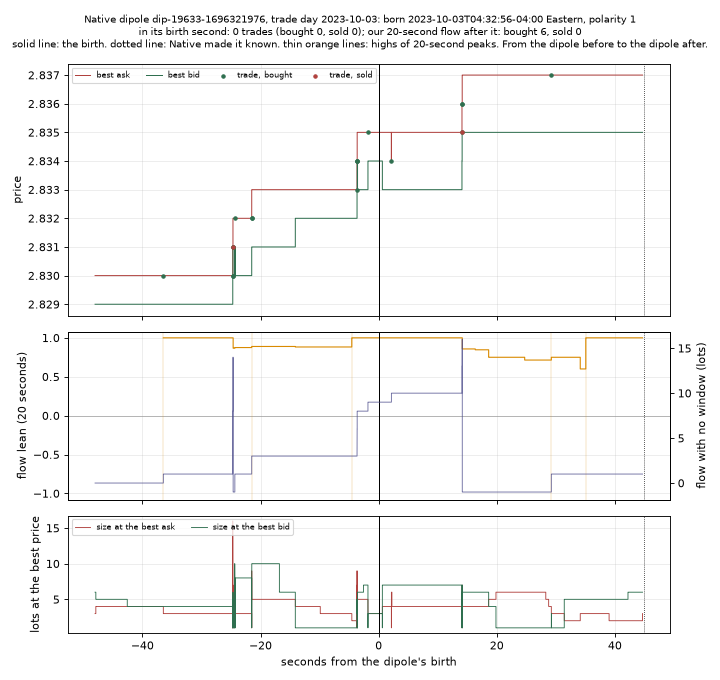 Native dipole dip-19633-1696321976, trade day 2023-10-03: born 2023-10-03T04:32:56-04:00 Eastern, polarity 1
in its birth second: 0 trades (bought 0, sold 0); our 20-second flow after it: bought 6, sold 0
solid line: the birth. dotted line: Native made it known. thin orange lines: highs of 20-second peaks. From the dipole before to the dipole after.
best ask
best bid
trade, bought
trade, sold
2.837
2.836
2.835
2.834
2.833
2.832
2.831
2.830
2.829
price
1.0
0.5
0.0
−0.5
−1.0
flow lean (20 seconds)
15
10
5
0
flow with no window (lots)
size at the best ask
size at the best bid
15
10
5
lots at the best price
−40
−20
0
20
40
seconds from the dipole's birth